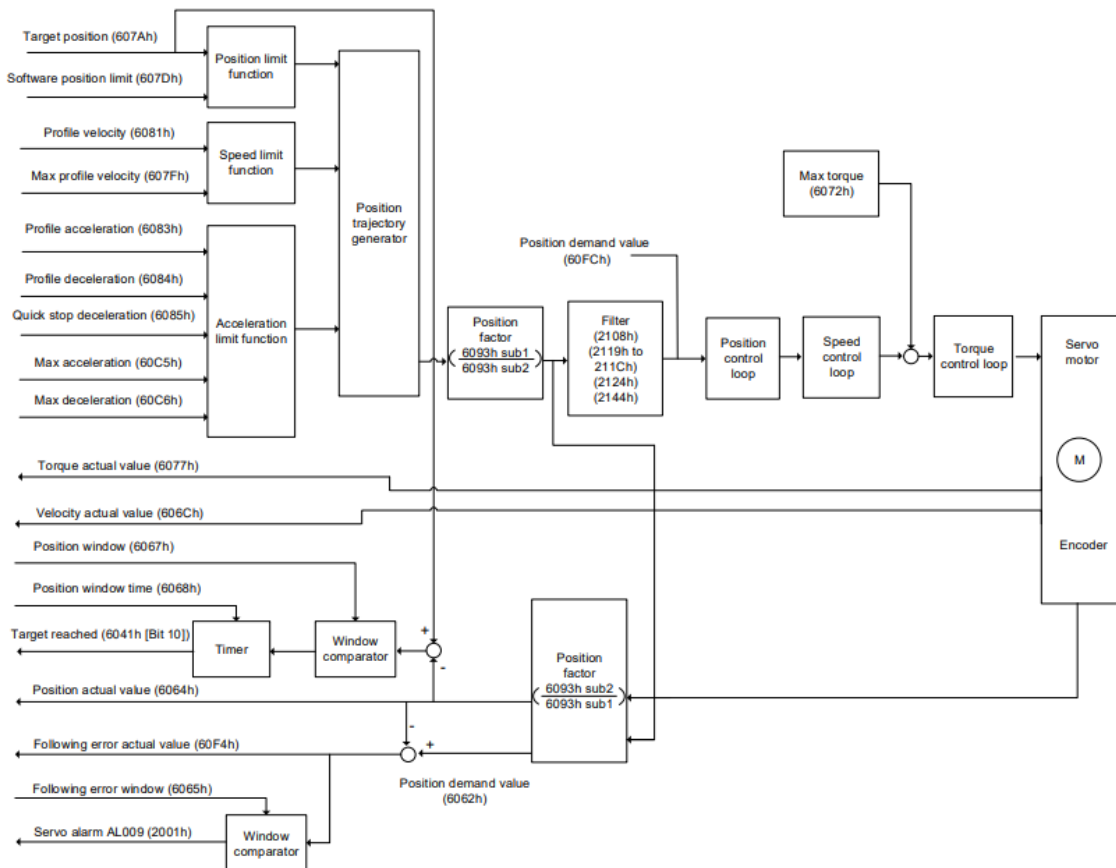 Target position (607Ah)
Software position limit (607Dh)
Position limit
function
Profile velocity (6081h)
Max profile velocity (607Fh)
Speed limit
function
Profile acceleration (6083h)
Profile deceleration (6084h)
Quick stop deceleration (6085h)
Max acceleration (60C5h)
Max deceleration (60C6h)
Acceleration
limit function
Position
trajectory
generator
Position
factor
( 6093h sub1 )
6093h sub2
Filter
(2108h)
(2119h to
211Ch)
(2124h)
(2144h)
Position demand value
(60FCh)
Position
control
loop
Speed
control
loop
Max torque
(6072h)
Torque
control loop
Servo
motor
M
Encoder
Torque actual value (6077h)
Velocity actual value (606Ch)
Position window (6067h)
Position window time (6068h)
Target reached (6041h [Bit 10])
Timer
Window
comparator
+
-
Position actual value (6064h)
Position
factor
( 6093h sub2 )
6093h sub1
-
+
Following error actual value (60F4h)
Position demand value
(6062h)
Following error window (6065h)
Servo alarm AL009 (2001h)
Window
comparator